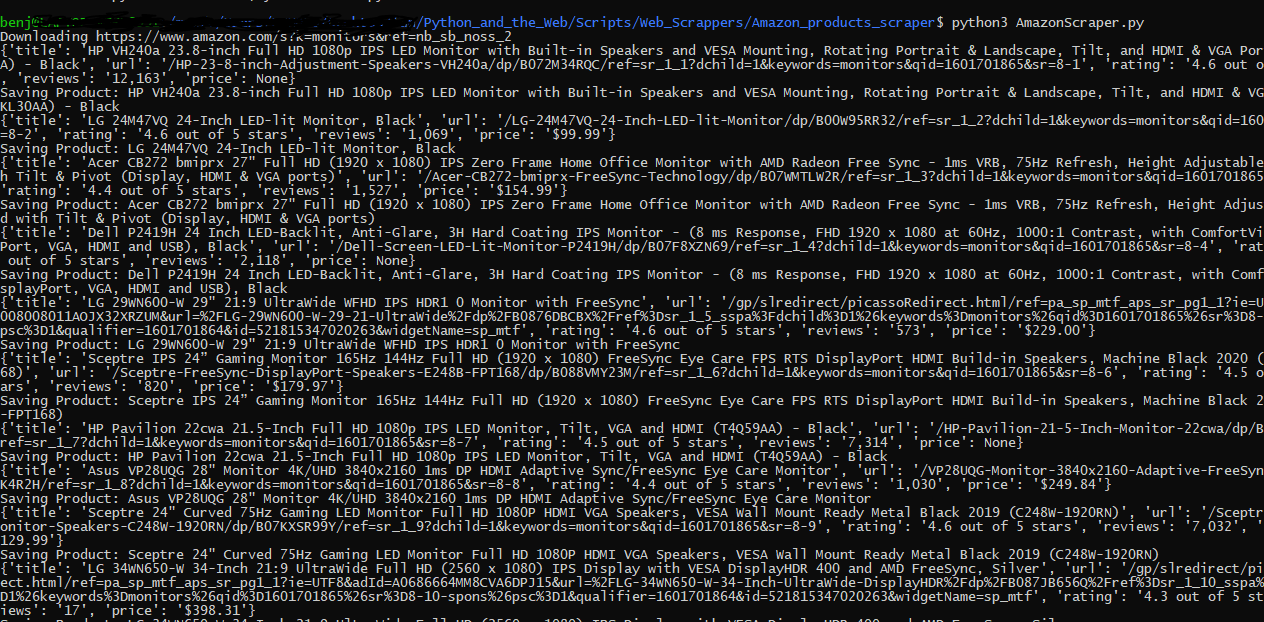 benj /Python_and_the_Web/Scripts/Web_Scrappers/Amazon_products_scraper$ python3 AmazonScraper.py
Downloading https://www.amazon.com/s?k=monitors&ref=nb_sb_noss_2
{'title': 'HP VH240a 23.8-inch Full HD 1080p IPS LED Monitor with Built-in Speakers and VESA Mounting, Rotating Portrait & Landscape, Tilt, and HDMI & VGA Por
A) - Black', 'url': '/HP-23-8-inch-Adjustment-Speakers-VH240a/dp/B072M34RQC/ref=sr_1_1?dchild=1&keywords=monitors&qid=1601701865&sr=8-1', 'rating': '4.6 out o
, 'reviews': '12,163', 'price': None}
Saving Product: HP VH240a 23.8-inch Full HD 1080p IPS LED Monitor with Built-in Speakers and VESA Mounting, Rotating Portrait & Landscape, Tilt, and HDMI & VG
KL30AA) - Black
{'title': 'LG 24M47VQ 24-Inch LED-lit Monitor, Black', 'url': '/LG-24M47VQ-24-Inch-LED-lit-Monitor/dp/B00W95RR32/ref=sr_1_2?dchild=1&keywords=monitors&qid=160
=8-2', 'rating': '4.6 out of 5 stars', 'reviews': '1,069', 'price': '$99.99'}
Saving Product: LG 24M47VQ 24-Inch LED-lit Monitor, Black
{'title': 'Acer CB272 bmiprx 27" Full HD (1920 x 1080) IPS Zero Frame Home Office Monitor with AMD Radeon Free Sync - 1ms VRB, 75Hz Refresh, Height Adjustable
h Tilt & Pivot (Display, HDMI & VGA ports)', 'url': '/Acer-CB272-bmiprx-FreeSync-Technology/dp/B07WMTLW2R/ref=sr_1_3?dchild=1&keywords=monitors&qid=1601701865
'rating': '4.4 out of 5 stars', 'reviews': '1,527', 'price': '$154.99'}
Saving Product: Acer CB272 bmiprx 27" Full HD (1920 x 1080) IPS Zero Frame Home Office Monitor with AMD Radeon Free Sync - 1ms VRB, 75Hz Refresh, Height Adjus
d with Tilt & Pivot (Display, HDMI & VGA ports)
{'title': 'Dell P2419H 24 Inch LED-Backlit, Anti-Glare, 3H Hard Coating IPS Monitor - (8 ms Response, FHD 1920 x 1080 at 60Hz, 1000:1 Contrast, with ComfortVi
Port, VGA, HDMI and USB), Black', 'url': '/Dell-Screen-LED-Lit-Monitor-P2419H/dp/B07F8XZN69/ref=sr_1_4?dchild=1&keywords=monitors&qid=1601701865&sr=8-4', 'rat
 out of 5 stars', 'reviews': '2,118', 'price': None}
Saving Product: Dell P2419H 24 Inch LED-Backlit, Anti-Glare, 3H Hard Coating IPS Monitor - (8 ms Response, FHD 1920 x 1080 at 60Hz, 1000:1 Contrast, with Comf
splayPort, VGA, HDMI and USB), Black
{'title': 'LG 29WN600-W 29" 21:9 UltraWide WFHD IPS HDR1 0 Monitor with FreeSync', 'url': '/gp/slredirect/picassoRedirect.html/ref=pa_sp_mtf_aps_sr_pg1_1?ie=U
008008011AOJX32XRZUM&url=%2FLG-29WN600-W-29-21-UltraWide%2Fdp%2FB0876DBCBX%2Fref%3Dsr_1_5_sspa%3Fdchild%3D1%26keywords%3Dmonitors%26qid%3D1601701865%26sr%3D8-
psc%3D1&qualifier=1601701864&id=521815347020263&widgetName=sp_mtf', 'rating': '4.6 out of 5 stars', 'reviews': '573', 'price': '$229.00'}
Saving Product: LG 29WN600-W 29" 21:9 UltraWide WFHD IPS HDR1 0 Monitor with FreeSync
{'title': 'Sceptre IPS 24” Gaming Monitor 165Hz 144Hz Full HD (1920 x 1080) FreeSync Eye Care FPS RTS DisplayPort HDMI Build-in Speakers, Machine Black 2020 (
68)', 'url': '/Sceptre-FreeSync-DisplayPort-Speakers-E248B-FPT168/dp/B088VMY23M/ref=sr_1_6?dchild=1&keywords=monitors&qid=1601701865&sr=8-6', 'rating': '4.5 o
ars', 'reviews': '820', 'price': '$179.97'}
Saving Product: Sceptre IPS 24” Gaming Monitor 165Hz 144Hz Full HD (1920 x 1080) FreeSync Eye Care FPS RTS DisplayPort HDMI Build-in Speakers, Machine Black 2
-FPT168)
{'title': 'HP Pavilion 22cwa 21.5-Inch Full HD 1080p IPS LED Monitor, Tilt, VGA and HDMI (T4Q59AA) - Black', 'url': '/HP-Pavilion-21-5-Inch-Monitor-22cwa/dp/B
ref=sr_1_7?dchild=1&keywords=monitors&qid=1601701865&sr=8-7', 'rating': '4.5 out of 5 stars', 'reviews': '7,314', 'price': None}
Saving Product: HP Pavilion 22cwa 21.5-Inch Full HD 1080p IPS LED Monitor, Tilt, VGA and HDMI (T4Q59AA) - Black
{'title': 'Asus VP28UQG 28" Monitor 4K/UHD 3840x2160 1ms DP HDMI Adaptive Sync/FreeSync Eye Care Monitor', 'url': '/VP28UQG-Monitor-3840x2160-Adaptive-FreeSyn
K4R2H/ref=sr_1_8?dchild=1&keywords=monitors&qid=1601701865&sr=8-8', 'rating': '4.4 out of 5 stars', 'reviews': '1,030', 'price': '$249.84'}
Saving Product: Asus VP28UQG 28" Monitor 4K/UHD 3840x2160 1ms DP HDMI Adaptive Sync/FreeSync Eye Care Monitor
{'title': 'Sceptre 24" Curved 75Hz Gaming LED Monitor Full HD 1080P HDMI VGA Speakers, VESA Wall Mount Ready Metal Black 2019 (C248W-1920RN)', 'url': '/Sceptr
onitor-Speakers-C248W-1920RN/dp/B07KXSR99Y/ref=sr_1_9?dchild=1&keywords=monitors&qid=1601701865&sr=8-9', 'rating': '4.6 out of 5 stars', 'reviews': '7,032', '
129.99'}
Saving Product: Sceptre 24" Curved 75Hz Gaming LED Monitor Full HD 1080P HDMI VGA Speakers, VESA Wall Mount Ready Metal Black 2019 (C248W-1920RN)
{'title': 'LG 34WN650-W 34-Inch 21:9 UltraWide Full HD (2560 x 1080) IPS Display with VESA DisplayHDR 400 and AMD FreeSync, Silver', 'url': '/gp/slredirect/pi
ect.html/ref=pa_sp_mtf_aps_sr_pg1_1?ie=UTF8&adId=A0686664MM8CVA6DPJ15&url=%2FLG-34WN650-W-34-Inch-UltraWide-DisplayHDR%2Fdp%2FB087JB656Q%2Fref%3Dsr_1_10_sspa%
D1%26keywords%3Dmonitors%26qid%3D1601701865%26sr%3D8-10-spons%26psc%3D1&qualifier=1601701864&id=521815347020263&widgetName=sp_mtf', 'rating': '4.3 out of 5 st
iews': '17', 'price': '$398.31'}